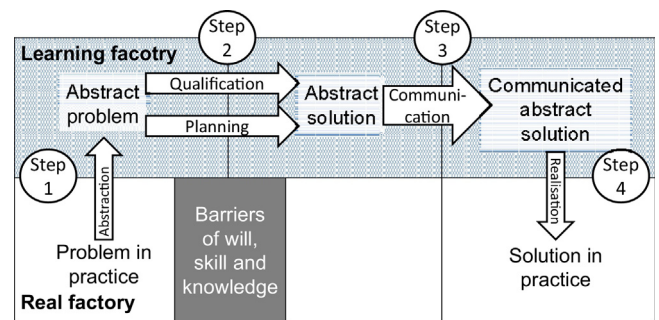 Step
2
Step
3
Learning facotry
Abstract
problem
Qualification
Planning
Abstract
solution
Communi-
cation
Communicated
abstract
solution
Step
1
Abstraction
Realisation
Step
4
Barriers
of will,
skill and
knowledge
Problem in
practice
Solution in
practice
Real factory